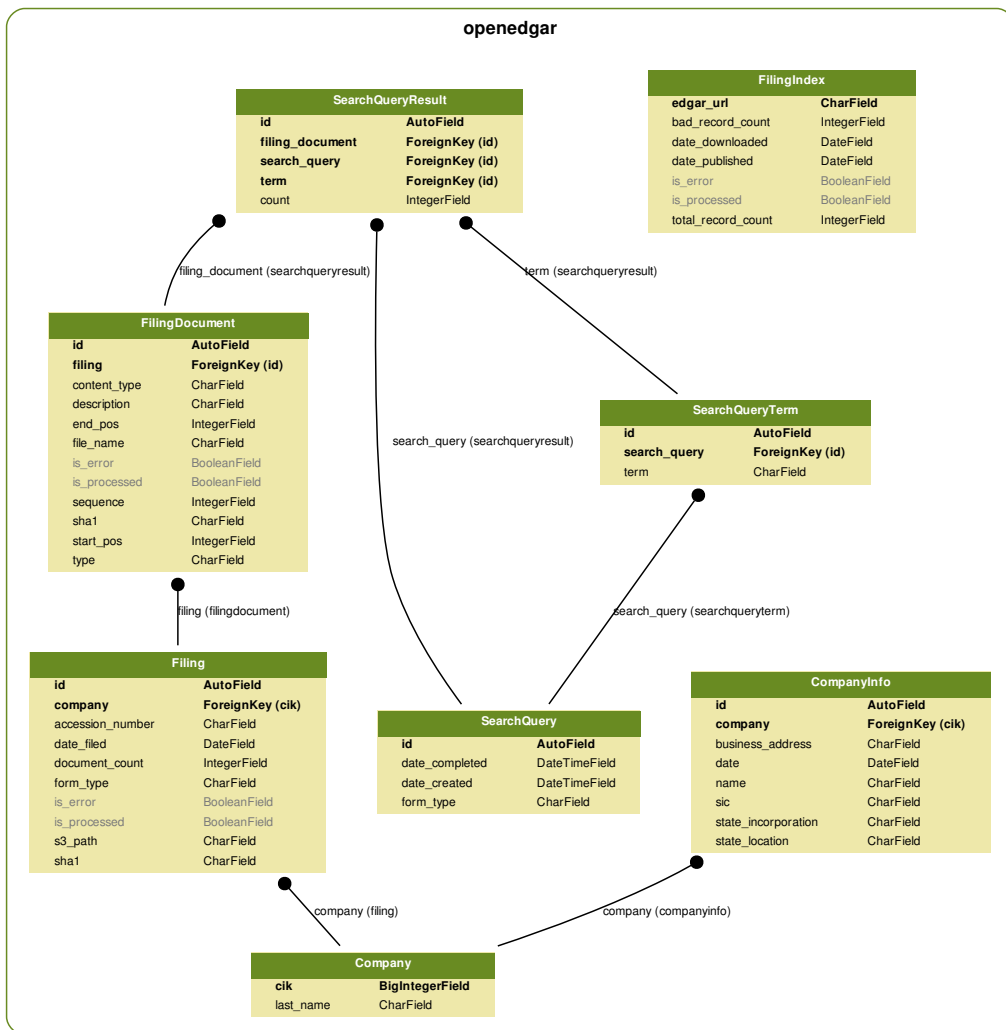 openedgar
SearchQueryResult
id AutoField
filing_document ForeignKey (id)
search_query ForeignKey (id)
term ForeignKey (id)
count IntegerField
FilingIndex
edgar_url CharField
bad_record_count IntegerField
date_downloaded DateField
date_published DateField
is_error BooleanField
is_processed BooleanField
total_record_count IntegerField
filing_document (searchqueryresult)
term (searchqueryresult)
FilingDocument
id AutoField
filing ForeignKey (id)
content_type CharField
description CharField
end_pos IntegerField
file_name CharField
is_error BooleanField
is_processed BooleanField
sequence IntegerField
sha1 CharField
start_pos IntegerField
type CharField
search_query (searchqueryresult)
SearchQueryTerm
id AutoField
search_query ForeignKey (id)
term CharField
filing (filingdocument)
search_query (searchqueryterm)
Filing
id AutoField
company ForeignKey (cik)
accession_number CharField
date_filed DateField
document_count IntegerField
form_type CharField
is_error BooleanField
is_processed BooleanField
s3_path CharField
sha1 CharField
SearchQuery
id AutoField
date_completed DateTimeField
date_created DateTimeField
form_type CharField
CompanyInfo
id AutoField
company ForeignKey (cik)
business_address CharField
date DateField
name CharField
sic CharField
state_incorporation CharField
state_location CharField
company (filing)
company (companyinfo)
Company
cik BigIntegerField
last_name CharField